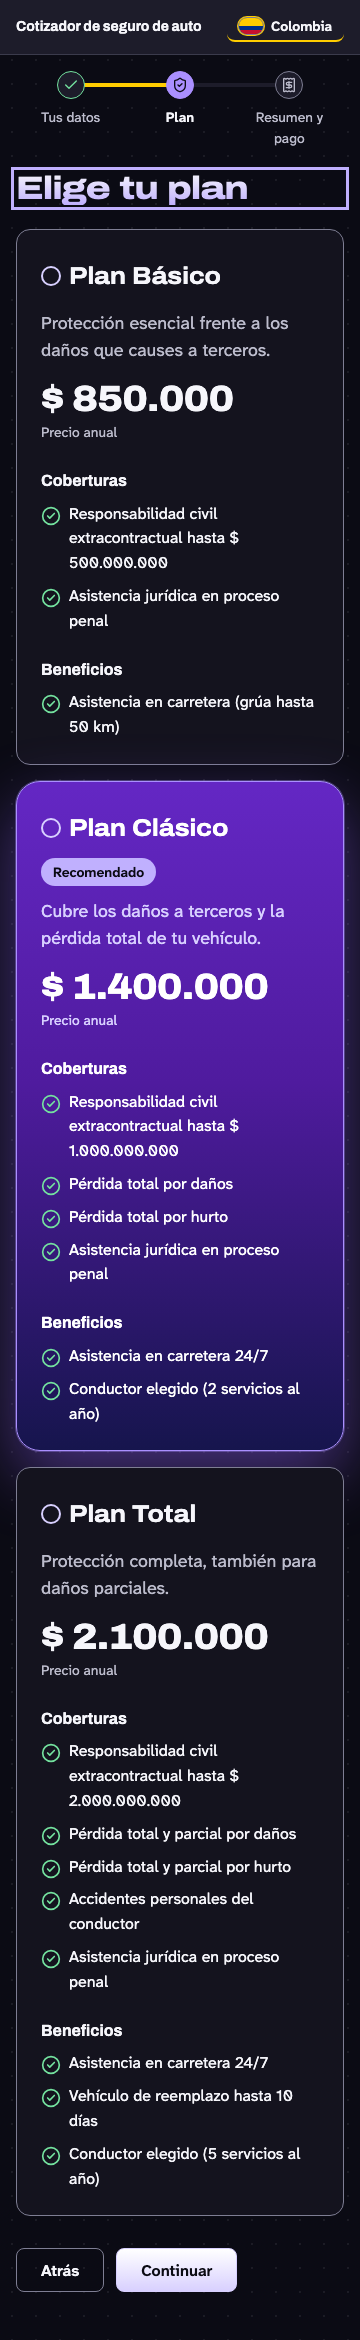 Cotizador de seguro de auto
Colombia
Tus datos
Plan
Resumen y
pago
Elige tu plan
Plan Básico
Protección esencial frente a los
daños que causes a terceros.
$ 850.000
Precio anual
Coberturas
Responsabilidad civil
extracontractual hasta $
500.000.000
Asistencia jurídica en proceso
penal
Beneficios
Asistencia en carretera (grúa hasta
50 km)
Plan Clásico
Recomendado
Cubre los daños a terceros y la
pérdida total de tu vehículo.
$ 1.400.000
Precio anual
Coberturas
Responsabilidad civil
extracontractual hasta $
1.000.000.000
Pérdida total por daños
Pérdida total por hurto
Asistencia jurídica en proceso
penal
Beneficios
Asistencia en carretera 24/7
Conductor elegido (2 servicios al
año)
Plan Total
Protección completa, también para
daños parciales.
$ 2.100.000
Precio anual
Coberturas
Responsabilidad civil
extracontractual hasta $
2.000.000.000
Pérdida total y parcial por daños
Pérdida total y parcial por hurto
Accidentes personales del
conductor
Asistencia jurídica en proceso
penal
Beneficios
Asistencia en carretera 24/7
Vehículo de reemplazo hasta 10
días
Conductor elegido (5 servicios al
año)
Atrás
Continuar